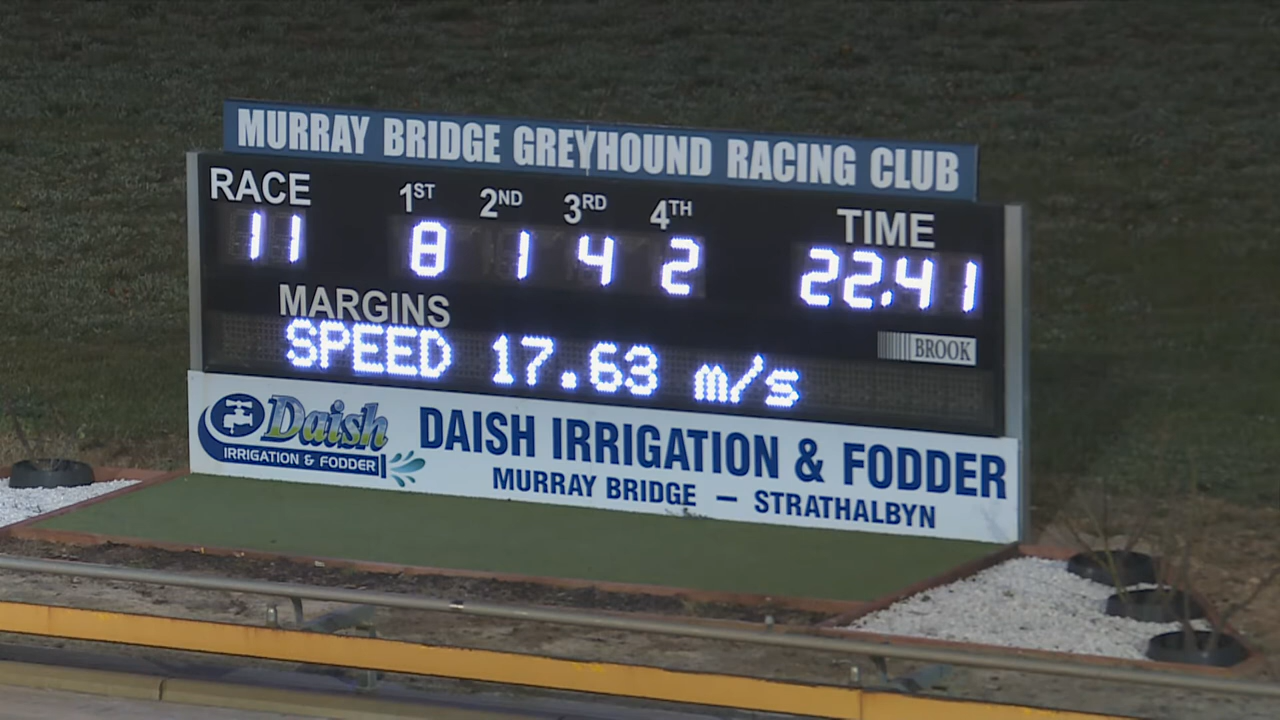 MURRAY BRIDGE GREYHOUND RACING CLUB
RACE 1ST 2ND 3RD 4TH TIME
11 8 1 4 2 22.41
MARGINS
BROOK
SPEED 17.63 m/s
Daish
IRRIGATION & FODDER
DAISH IRRIGATION & FODDER
MURRAY BRIDGE – STRATHALBYN